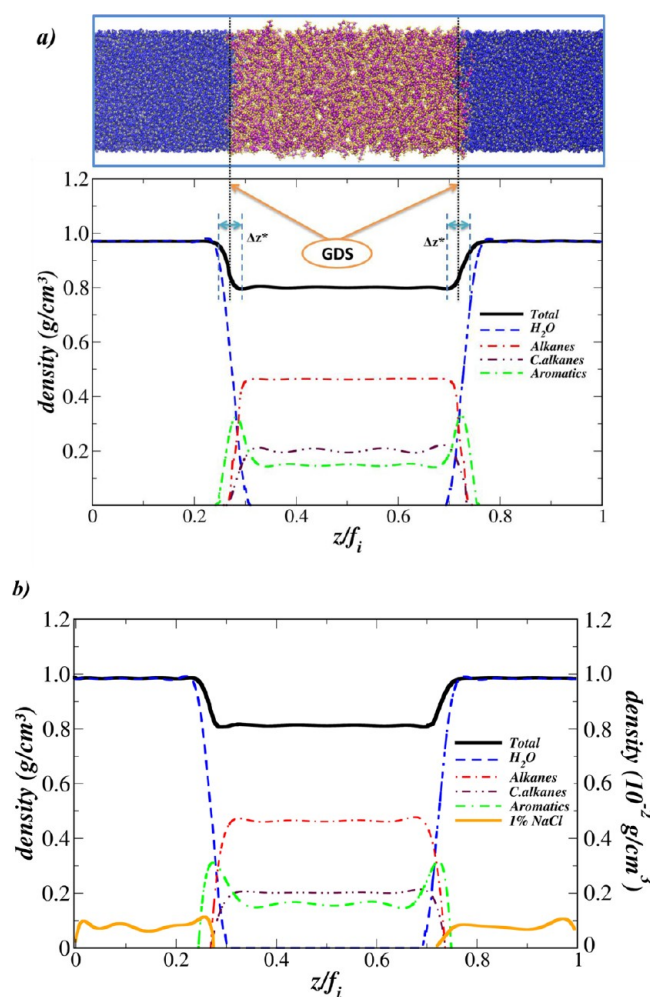 a)
1.2
Δz*
Δz*
GDS
1.0
0.8
0.6
0.4
0.2
density (g/cm³)
Total
H₂O
Alkanes
C.alkanes
Aromatics
0
0.2
0.4
0.6
0.8
1
z/fᵢ
b)
1.2
1.0
0.8
0.6
0.4
0.2
0
density (g/cm³)
Total
H₂O
Alkanes
C.alkanes
Aromatics
1% NaCl
1.2
1.0
0.8
0.6
0.4
0.2
0
density (10⁻² g/cm³)
0
0.2
0.4
0.6
0.8
1
z/fᵢ